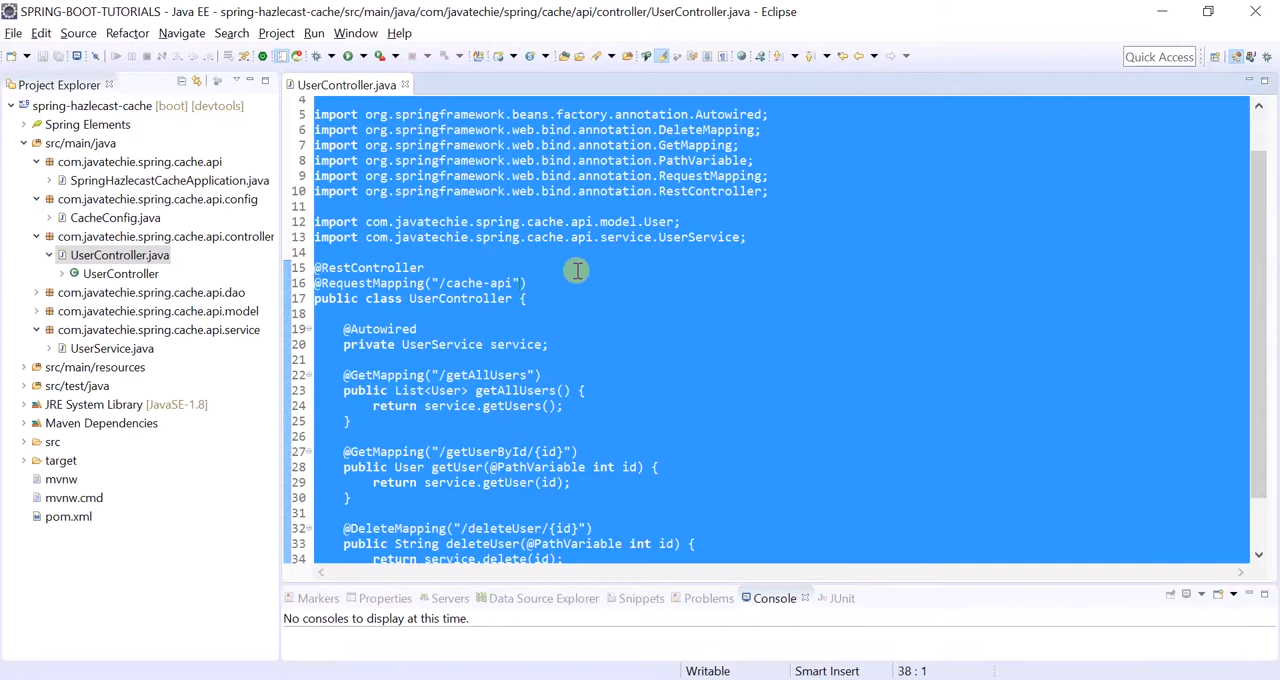 SPRING-BOOT-TUTORIALS - Java EE - spring-hazlecast-cache/src/main/java/com/javatechie/spring/cache/api/controller/UserController.java - Eclipse
File Edit Source Refactor Navigate Search Project Run Window Help
Quick Access
Project Explorer
UserController.java
spring-hazlecast-cache [boot] [devtools]
Spring Elements
src/main/java
com.javatechie.spring.cache.api
SpringHazlecastCacheApplication.java
com.javatechie.spring.cache.api.config
CacheConfig.java
com.javatechie.spring.cache.api.controller
UserController.java
UserController
com.javatechie.spring.cache.api.dao
com.javatechie.spring.cache.api.model
com.javatechie.spring.cache.api.service
UserService.java
src/main/resources
src/test/java
JRE System Library [JavaSE-1.8]
Maven Dependencies
src
target
mvnw
mvnw.cmd
pom.xml
4
5 import org.springframework.beans.factory.annotation.Autowired;
6 import org.springframework.web.bind.annotation.DeleteMapping;
7 import org.springframework.web.bind.annotation.GetMapping;
8 import org.springframework.web.bind.annotation.PathVariable;
9 import org.springframework.web.bind.annotation.RequestMapping;
10 import org.springframework.web.bind.annotation.RestController;
11
12 import com.javatechie.spring.cache.api.model.User;
13 import com.javatechie.spring.cache.api.service.UserService;
14
15 @RestController
16 @RequestMapping("/cache-api")
17 public class UserController {
18
19 @Autowired
20 private UserService service;
21
22 @GetMapping("/getAllUsers")
23 public List<User> getAllUsers() {
24 return service.getUsers();
25 }
26
27 @GetMapping("/getUserById/{id}")
28 public User getUser(@PathVariable int id) {
29 return service.getUser(id);
30 }
31
32 @DeleteMapping("/deleteUser/{id}")
33 public String deleteUser(@PathVariable int id) {
34 return service.delete(id);
Markers Properties Servers Data Source Explorer Snippets Problems Console JUnit
No consoles to display at this time.
Writable Smart Insert 38 : 1